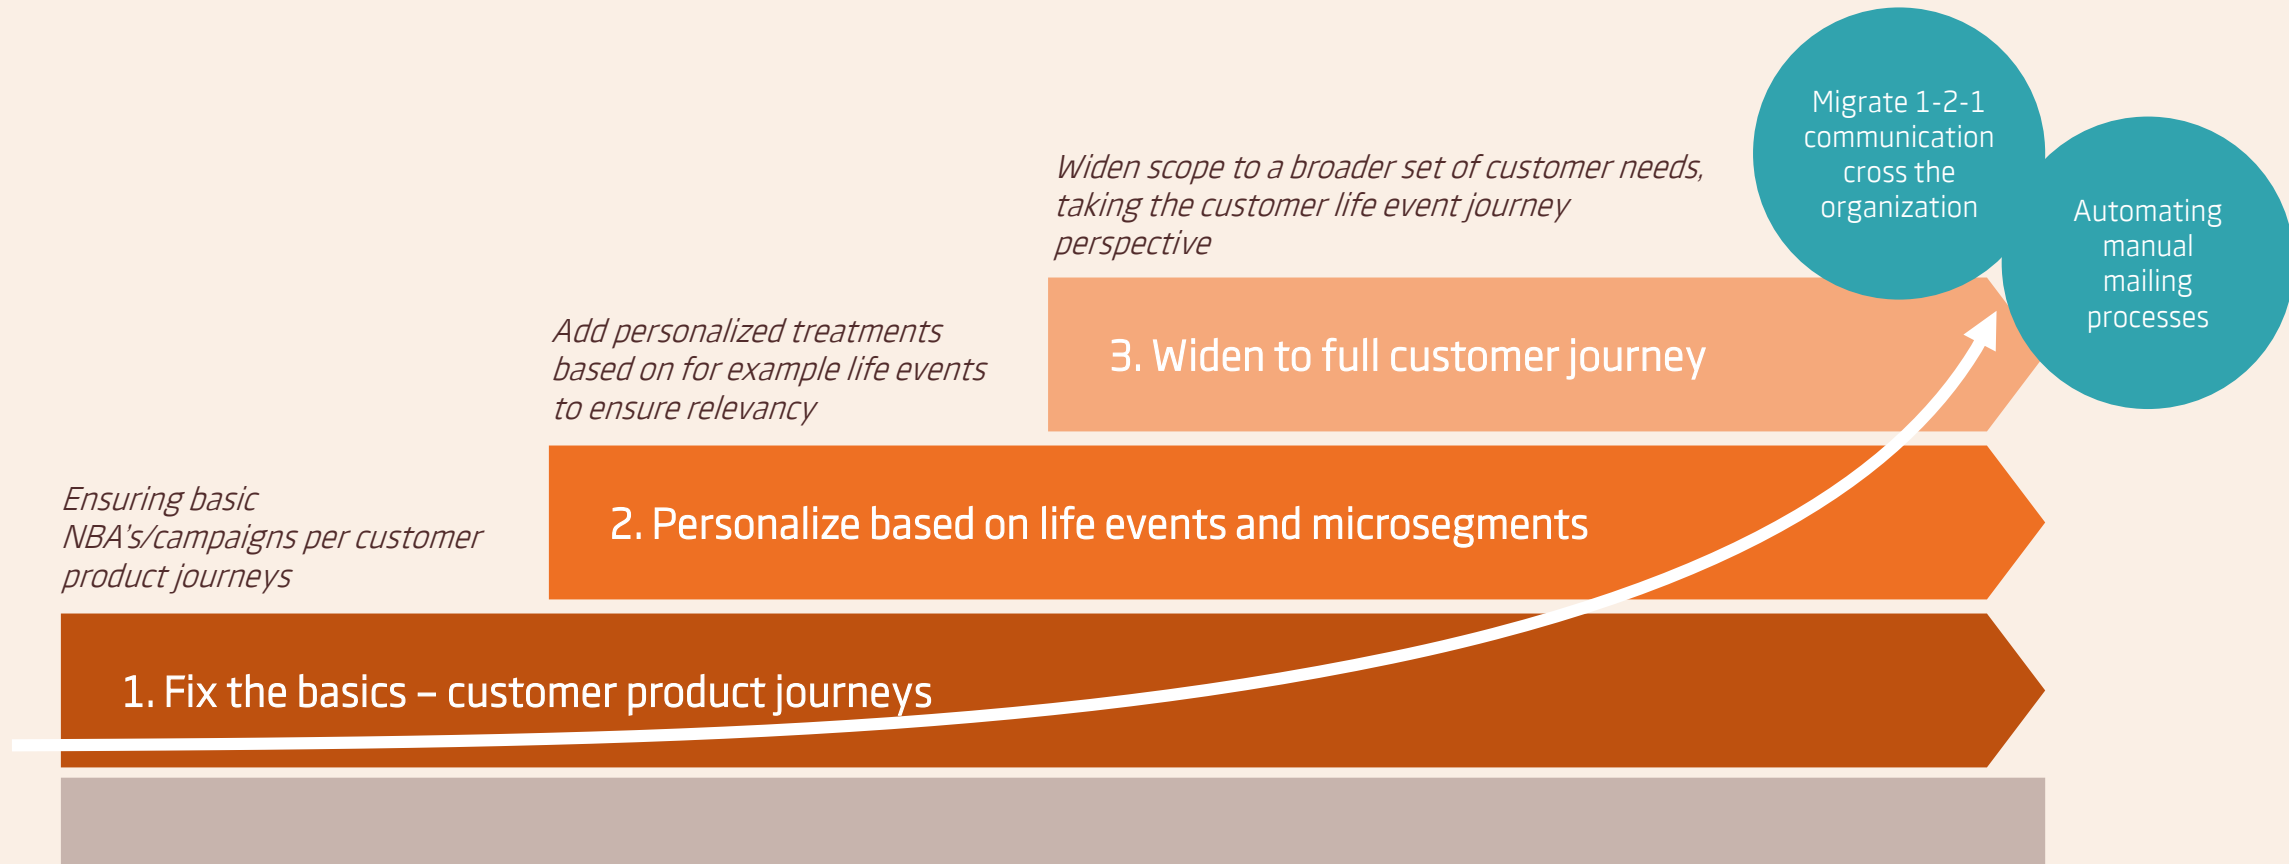 Migrate 1-2-1
communication
cross the
organization
Automating
manual
mailing
processes
Widen scope to a broader set of customer needs,
taking the customer life event journey
perspective
3. Widen to full customer journey
Add personalized treatments
based on for example life events
to ensure relevancy
2. Personalize based on life events and microsegments
Ensuring basic
NBA's/campaigns per customer
product journeys
1. Fix the basics – customer product journeys